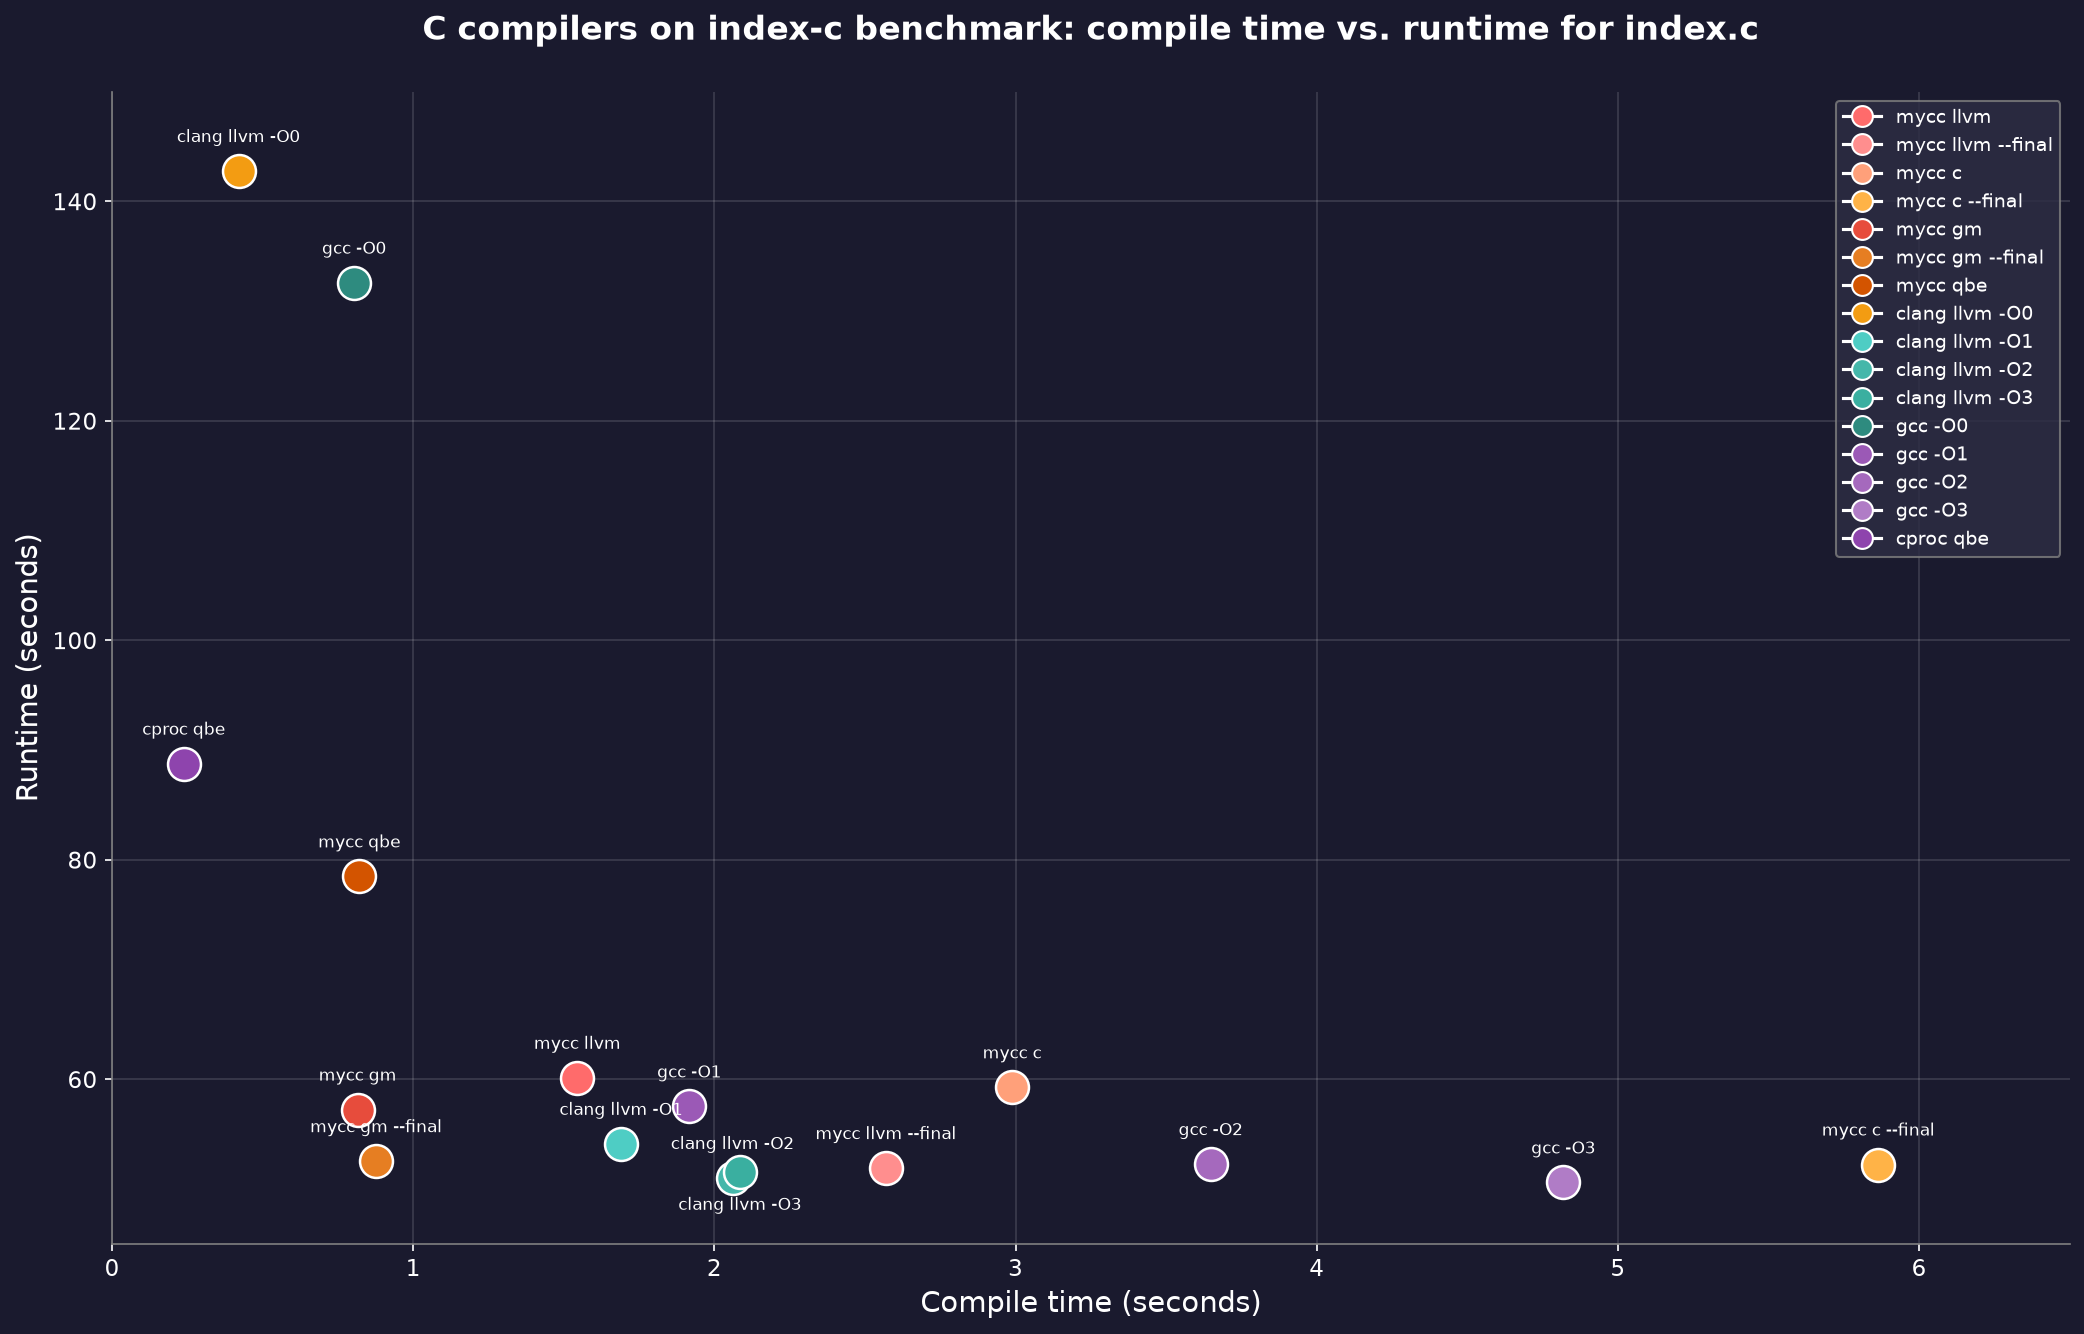 C compilers on index-c benchmark: compile time vs. runtime for index.c
clang llvm -O0
gcc -O0
cproc qbe
mycc qbe
mycc llvm
mycc c
gcc -O1
mycc gm
clang llvm -O1
mycc gm --final
gcc -O2
mycc c --final
mycc llvm --final
clang llvm -O2
gcc -O3
clang llvm -O3
mycc llvm
mycc llvm --final
mycc c
mycc c --final
mycc gm
mycc gm --final
mycc qbe
clang llvm -O0
clang llvm -O1
clang llvm -O2
clang llvm -O3
gcc -O0
gcc -O1
gcc -O2
gcc -O3
cproc qbe
140
120
100
80
60
Runtime (seconds)
0 1 2 3 4 5 6
Compile time (seconds)